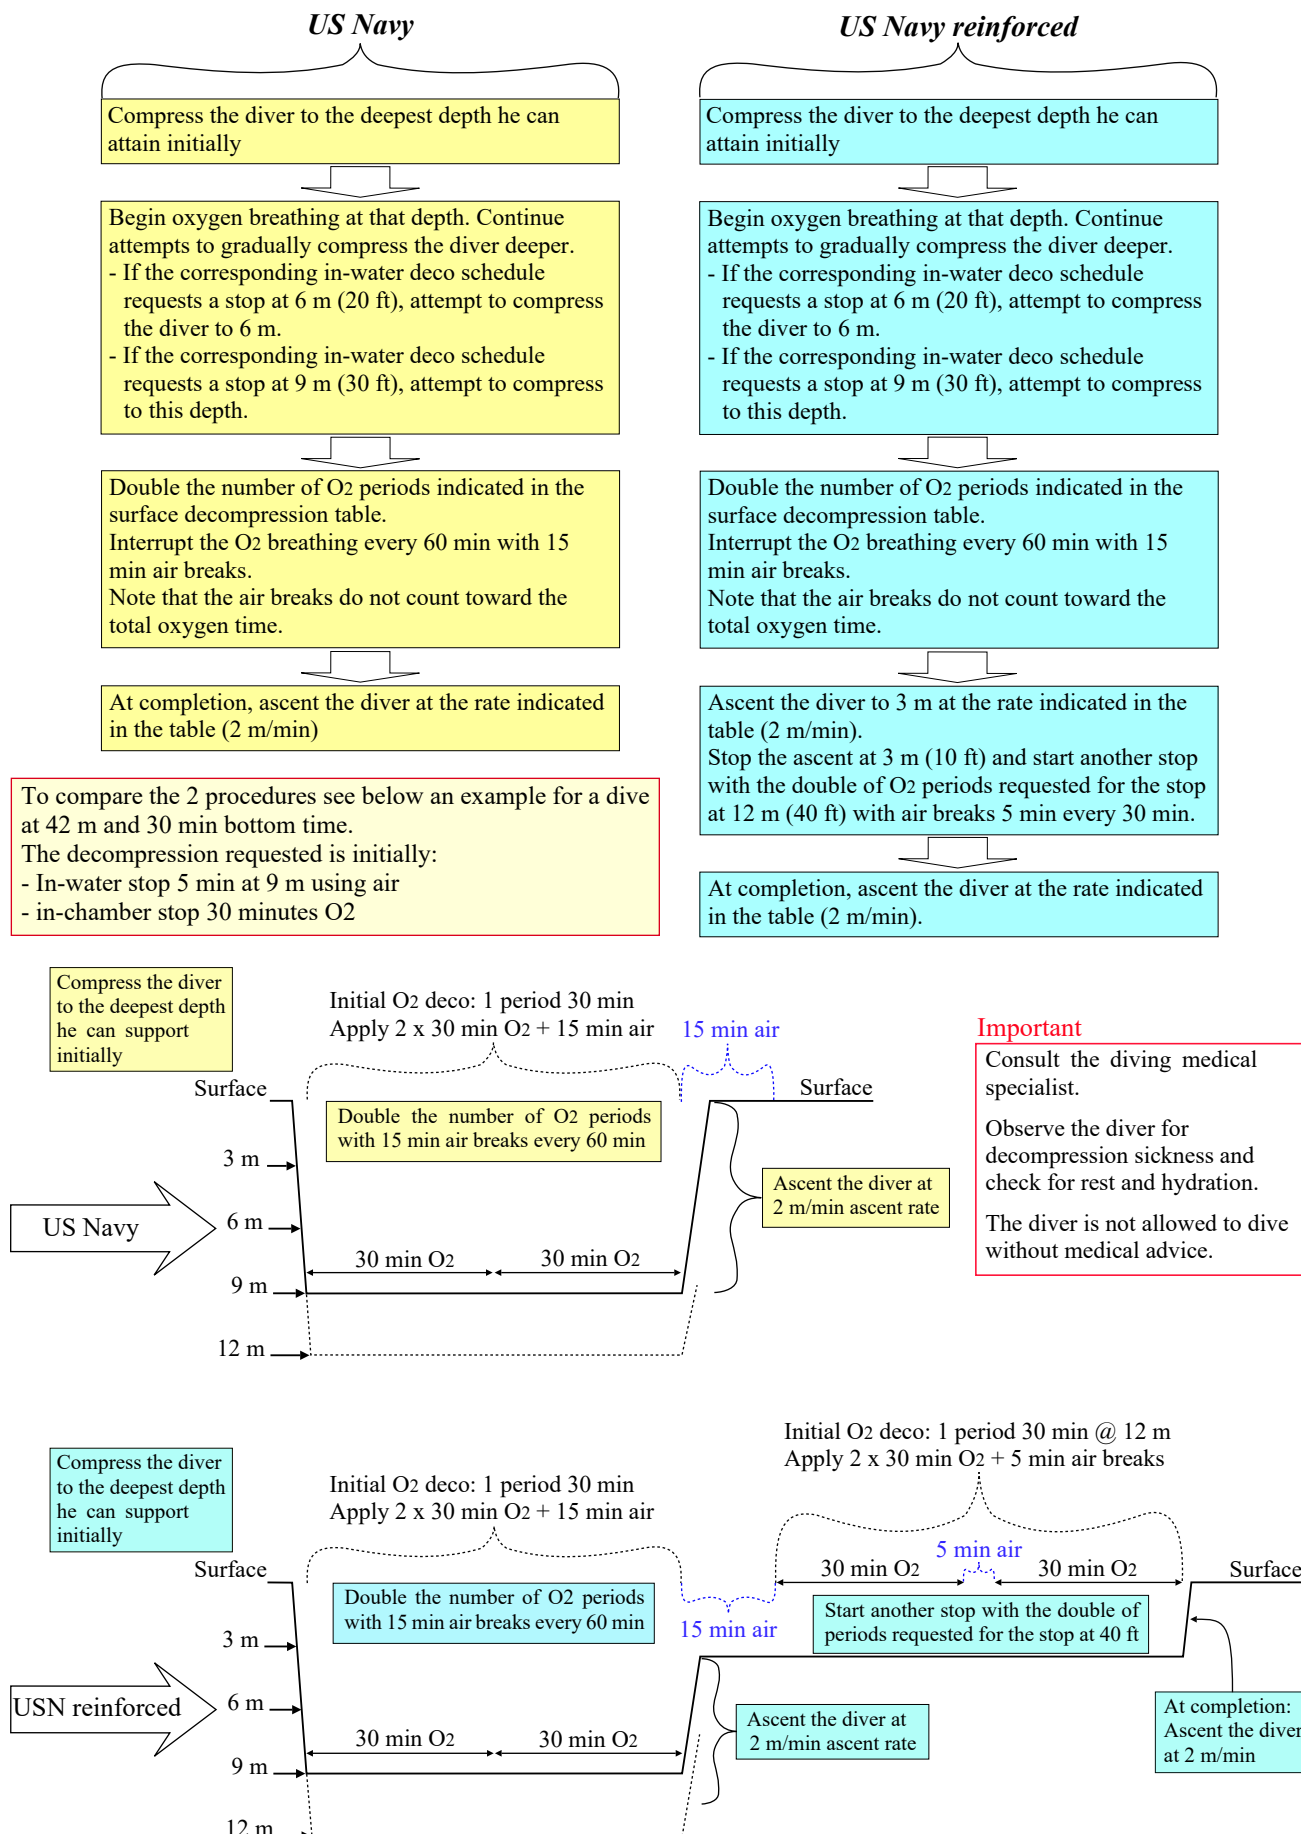 US Navy
Compress the diver to the deepest depth he can
attain initially
Begin oxygen breathing at that depth. Continue
attempts to gradually compress the diver deeper.
- If the corresponding in-water deco schedule
requests a stop at 6 m (20 ft), attempt to compress
the diver to 6 m.
- If the corresponding in-water deco schedule
requests a stop at 9 m (30 ft), attempt to compress
to this depth.
Double the number of O2 periods indicated in the
surface decompression table.
Interrupt the O2 breathing every 60 min with 15
min air breaks.
Note that the air breaks do not count toward the
total oxygen time.
At completion, ascent the diver at the rate indicated
in the table (2 m/min)
US Navy reinforced
Compress the diver to the deepest depth he can
attain initially
Begin oxygen breathing at that depth. Continue
attempts to gradually compress the diver deeper.
- If the corresponding in-water deco schedule
requests a stop at 6 m (20 ft), attempt to compress
the diver to 6 m.
- If the corresponding in-water deco schedule
requests a stop at 9 m (30 ft), attempt to compress
to this depth.
Double the number of O2 periods indicated in the
surface decompression table.
Interrupt the O2 breathing every 60 min with 15
min air breaks.
Note that the air breaks do not count toward the
total oxygen time.
Ascent the diver to 3 m at the rate indicated in the
table (2 m/min).
Stop the ascent at 3 m (10 ft) and start another stop
with the double of O2 periods requested for the stop
at 12 m (40 ft) with air breaks 5 min every 30 min.
At completion, ascent the diver at the rate indicated
in the table (2 m/min).
To compare the 2 procedures see below an example for a dive
at 42 m and 30 min bottom time.
The decompression requested is initially:
- In-water stop 5 min at 9 m using air
- in-chamber stop 30 minutes O2
Compress the diver
to the deepest depth
he can support
initially
Initial O2 deco: 1 period 30 min
Apply 2 x 30 min O2 + 15 min air
15 min air
Surface
Surface
Double the number of O2 periods
with 15 min air breaks every 60 min
3 m
US Navy
6 m
9 m
12 m
30 min O2
30 min O2
Ascent the diver at
2 m/min ascent rate
Important
Consult the diving medical
specialist.
Observe the diver for
decompression sickness and
check for rest and hydration.
The diver is not allowed to dive
without medical advice.
Compress the diver
to the deepest depth
he can support
initially
Initial O2 deco: 1 period 30 min
Apply 2 x 30 min O2 + 15 min air
Initial O2 deco: 1 period 30 min @ 12 m
Apply 2 x 30 min O2 + 5 min air breaks
5 min air
30 min O2
30 min O2
Surface
Surface
Double the number of O2 periods
with 15 min air breaks every 60 min
15 min air
Start another stop with the double of
periods requested for the stop at 40 ft
3 m
USN reinforced
6 m
9 m
12 m
30 min O2
30 min O2
Ascent the diver at
2 m/min ascent rate
At completion:
Ascent the diver
at 2 m/min